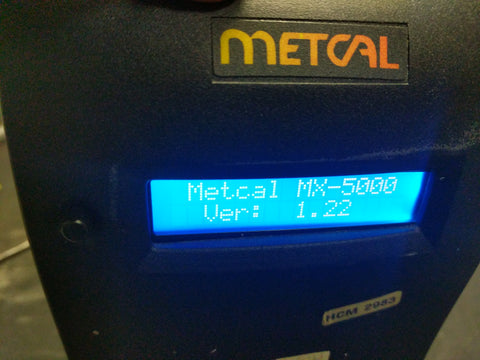 METCAL
Metcal MX-5000
Ver: 1.22
HCM 2983